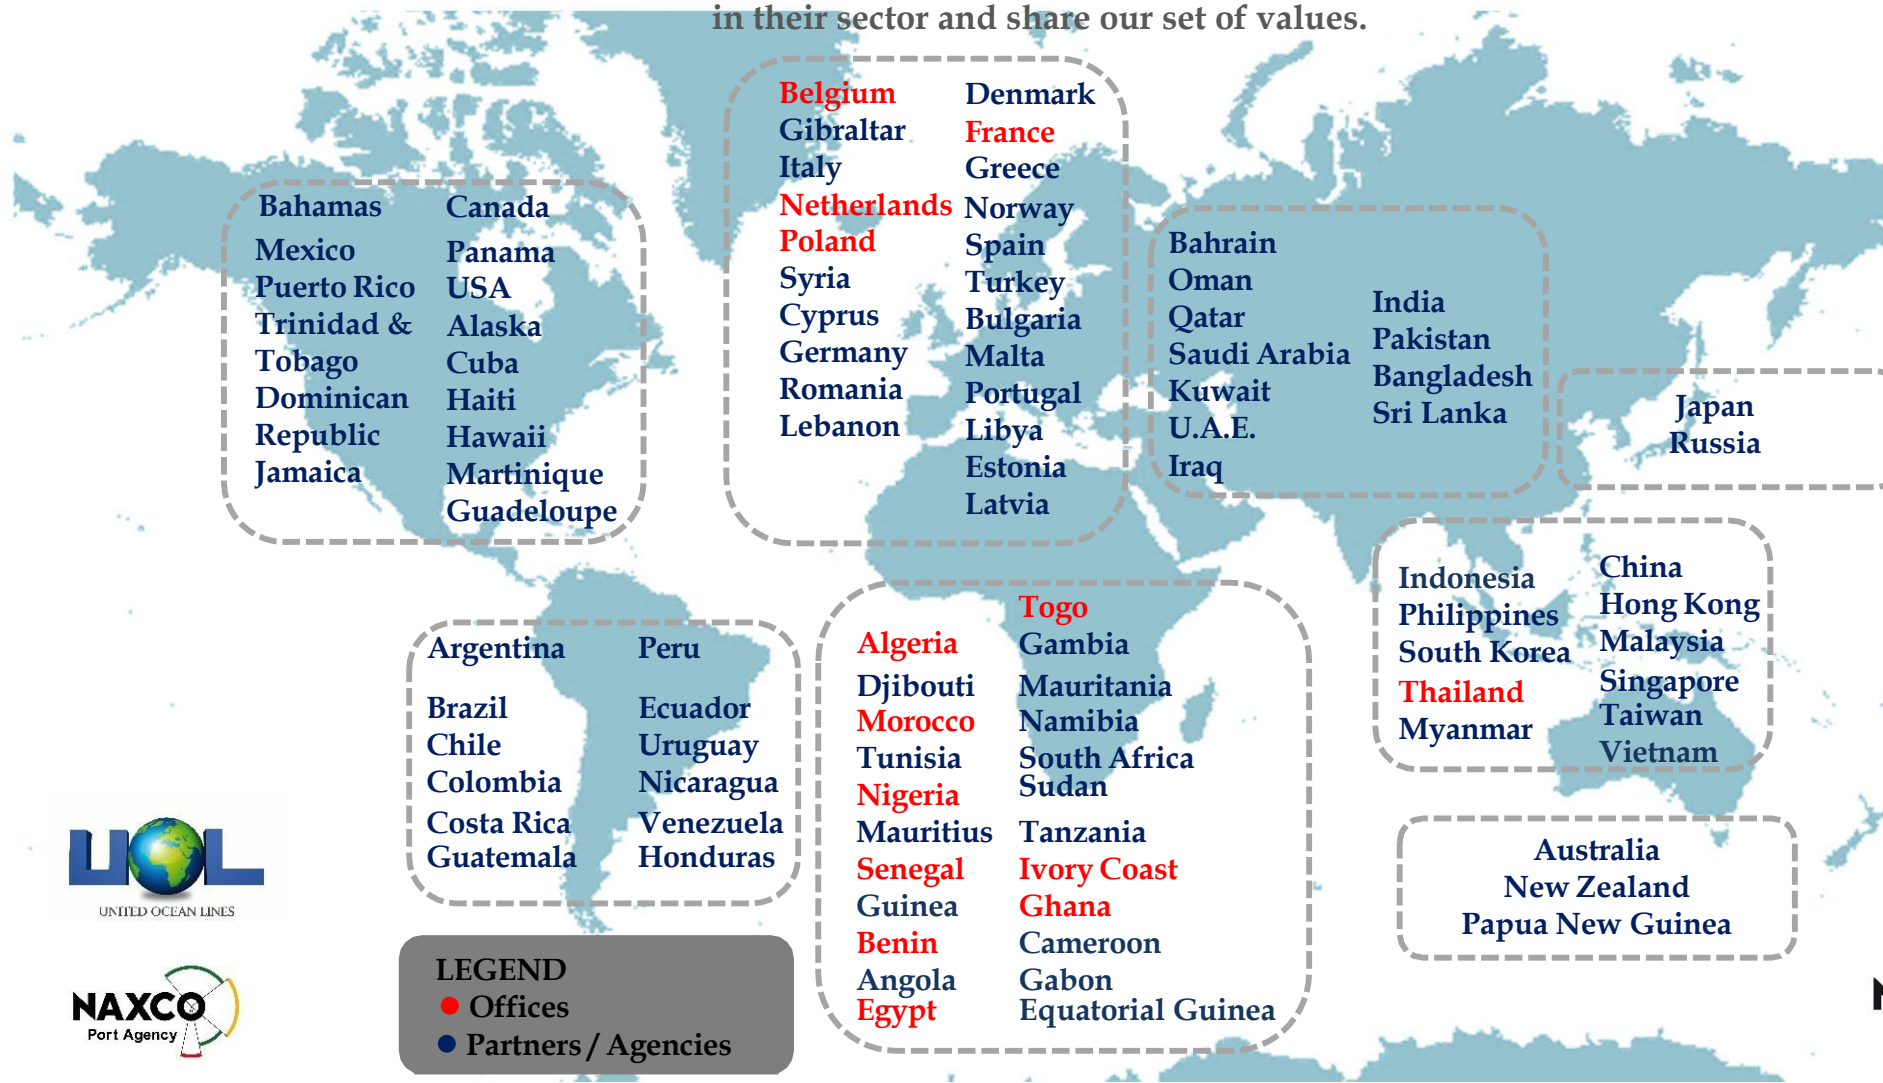 in their sector and share our set of values.
Belgium
Gibraltar
Italy
Netherlands
Poland
Syria
Cyprus
Germany
Romania
Lebanon
Denmark
France
Greece
Norway
Spain
Turkey
Bulgaria
Malta
Portugal
Libya
Estonia
Latvia
Bahamas
Mexico
Puerto Rico
Trinidad &
Tobago
Dominican
Republic
Jamaica
Canada
Panama
USA
Alaska
Cuba
Haiti
Hawaii
Martinique
Guadeloupe
Bahrain
Oman
Qatar
Saudi Arabia
Kuwait
U.A.E.
Iraq
India
Pakistan
Bangladesh
Sri Lanka
Japan
Russia
Indonesia
Philippines
South Korea
Thailand
Myanmar
China
Hong Kong
Malaysia
Singapore
Taiwan
Vietnam
Argentina
Brazil
Chile
Colombia
Costa Rica
Guatemala
Peru
Ecuador
Uruguay
Nicaragua
Venezuela
Honduras
Algeria
Djibouti
Morocco
Tunisia
Nigeria
Mauritius
Senegal
Guinea
Benin
Angola
Egypt
Togo
Gambia
Mauritania
Namibia
South Africa
Sudan
Tanzania
Ivory Coast
Ghana
Cameroon
Gabon
Equatorial Guinea
Australia
New Zealand
Papua New Guinea
UOL
UNITED OCEAN LINES
NAXCO
Port Agency
LEGEND
Offices
Partners / Agencies